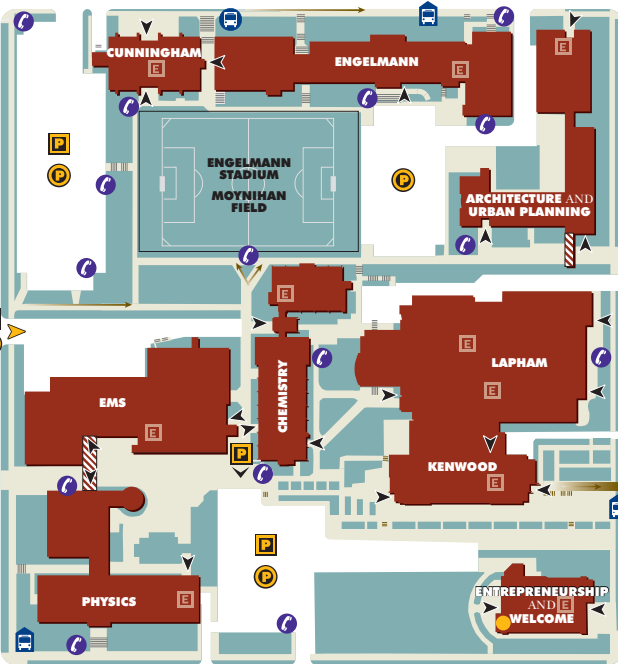 CUNNINGHAM
E
ENGELMANN
E
E
P
P
ENGELMANN
STADIUM
MOYNIHAN
FIELD
P
ARCHITECTURE AND
URBAN PLANNING
E
E
LAPHAM
E
CHEMISTRY
EMS
E
P
KENWOOD
E
P
P
PHYSICS
E
ENTREPRENEURSHIP
AND E
WELCOME